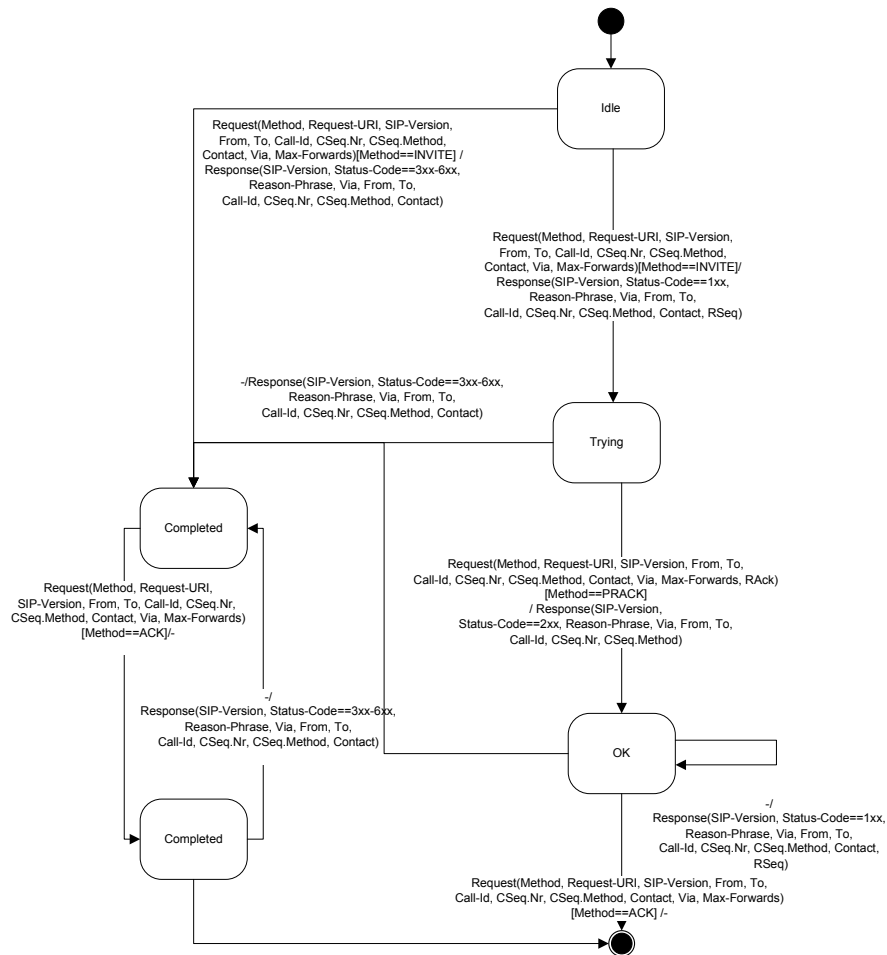 Idle
Request(Method, Request-URI, SIP-Version,
From, To, Call-Id, CSeq.Nr, CSeq.Method,
Contact, Via, Max-Forwards)[Method==INVITE] /
Response(SIP-Version, Status-Code==3xx-6xx,
Reason-Phrase, Via, From, To,
Call-Id, CSeq.Nr, CSeq.Method, Contact)
Request(Method, Request-URI, SIP-Version,
From, To, Call-Id, CSeq.Nr, CSeq.Method,
Contact, Via, Max-Forwards)[Method==INVITE]/
Response(SIP-Version, Status-Code==1xx,
Reason-Phrase, Via, From, To,
Call-Id, CSeq.Nr, CSeq.Method, Contact, RSeq)
-/Response(SIP-Version, Status-Code==3xx-6xx,
Reason-Phrase, Via, From, To,
Call-Id, CSeq.Nr, CSeq.Method, Contact)
Trying
Completed
Request(Method, Request-URI, SIP-Version, From, To,
Call-Id, CSeq.Nr, CSeq.Method, Contact, Via, Max-Forwards, RAck)
[Method==PRACK]
/ Response(SIP-Version,
Status-Code==2xx, Reason-Phrase, Via, From, To,
Call-Id, CSeq.Nr, CSeq.Method)
Request(Method, Request-URI,
SIP-Version, From, To, Call-Id, CSeq.Nr,
CSeq.Method, Contact, Via, Max-Forwards)
[Method==ACK]/-
-/
Response(SIP-Version, Status-Code==3xx-6xx,
Reason-Phrase, Via, From, To,
Call-Id, CSeq.Nr, CSeq.Method, Contact)
OK
-/
Response(SIP-Version, Status-Code==1xx,
Reason-Phrase, Via, From, To,
Call-Id, CSeq.Nr, CSeq.Method, Contact,
RSeq)
Completed
Request(Method, Request-URI, SIP-Version, From, To,
Call-Id, CSeq.Nr, CSeq.Method, Contact, Via, Max-Forwards)
[Method==ACK] /-